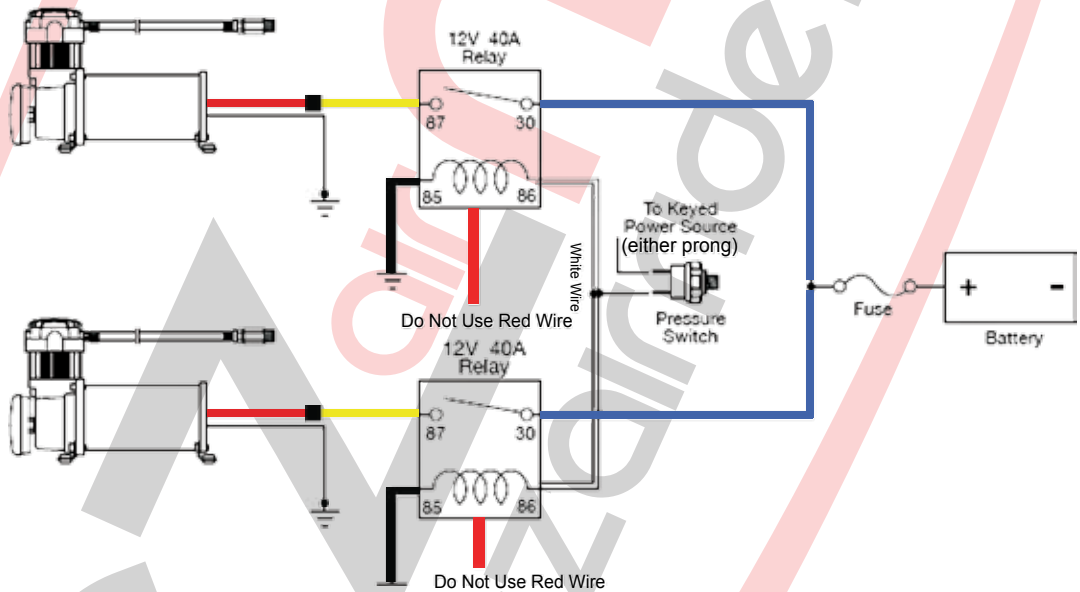 12V 40A
Relay
87
30
85
86
To Keyed
Power Source
(either prong)
White Wire
Pressure
Switch
Do Not Use Red Wire
Fuse
+
-
Battery
12V 40A
Relay
87
30
85
86
Do Not Use Red Wire